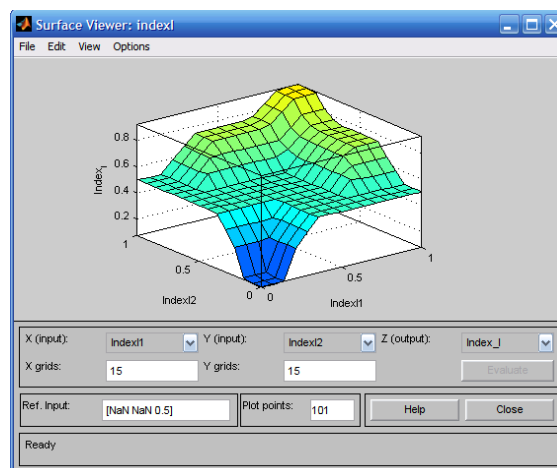 Surface Viewer: indexI
File Edit View Options
0.8
0.6
0.4
0.2
Index_I
1
0.5
0
IndexI2
0
0.5
1
IndexI1
X (input): IndexI1 Y (input): IndexI2 Z (output): Index_I
X grids: 15 Y grids: 15 Evaluate
Ref. Input: [NaN NaN 0.5] Plot points: 101 Help Close
Ready